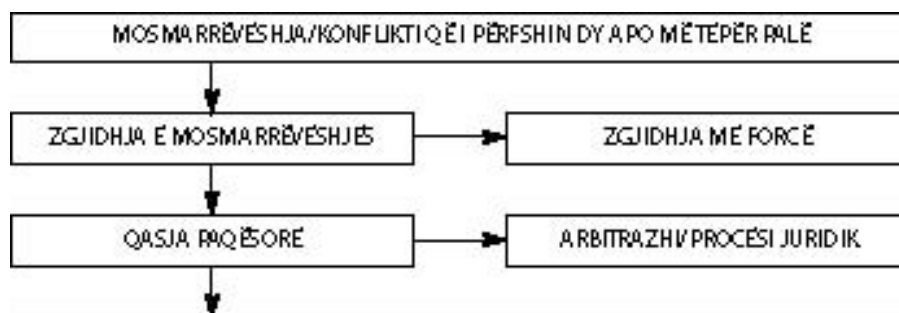 MOSMARRËVESHJA/KONFLIKTI QË I PËRFSHIN DY APO MË TEPËR PALË
ZGJIDHJA E MOSMARRËVESHJES
ZGJIDHJA ME FORCË
QASJA PAQËSORE
ARBITRAZHI/PROCESI JURIDIK